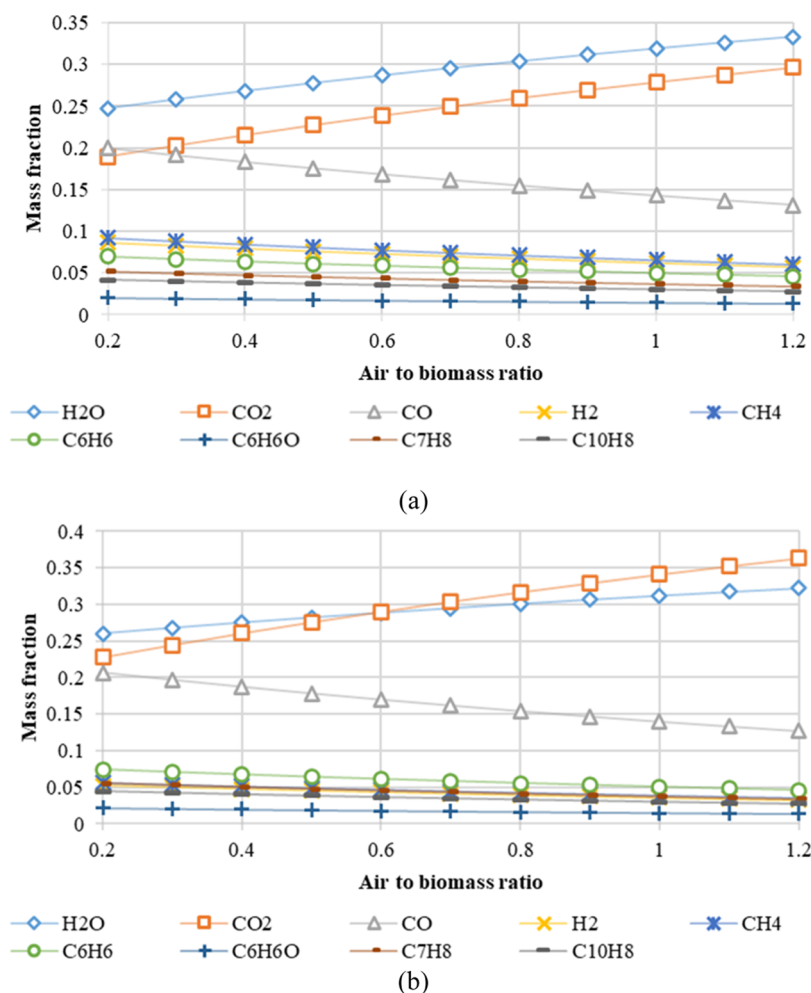 0.35
0.3
0.25
0.2
0.15
0.1
0.05
0
Mass fraction
0.2 0.4 0.6 0.8 1 1.2
Air to biomass ratio
H2O CO2 CO H2 CH4
C6H6 C6H6O C7H8 C10H8
(a)
0.4
0.35
0.3
0.25
0.2
0.15
0.1
0.05
0
Mass fraction
0.2 0.4 0.6 0.8 1 1.2
Air to biomass ratio
H2O CO2 CO H2 CH4
C6H6 C6H6O C7H8 C10H8
(b)